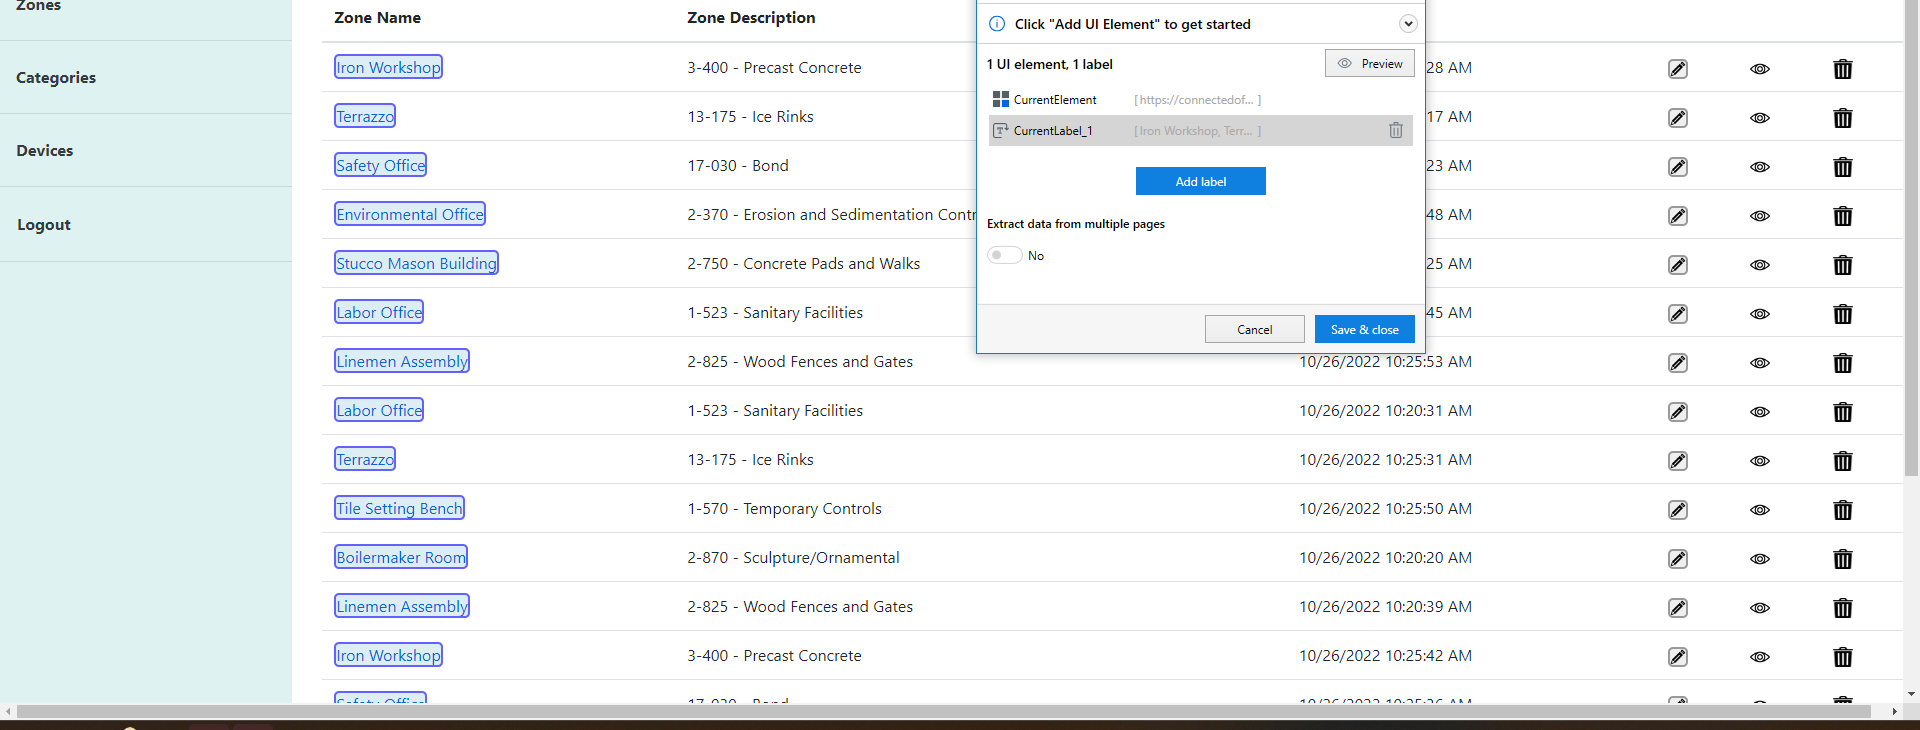 Zones
Categories
Devices
Logout
Zone Name Zone Description
Iron Workshop 3-400 - Precast Concrete 28 AM
Terrazzo 13-175 - Ice Rinks 17 AM
Safety Office 17-030 - Bond 23 AM
Environmental Office 2-370 - Erosion and Sedimentation Contr 48 AM
Stucco Mason Building 2-750 - Concrete Pads and Walks 25 AM
Labor Office 1-523 - Sanitary Facilities 45 AM
Linemen Assembly 2-825 - Wood Fences and Gates 10/26/2022 10:25:53 AM
Labor Office 1-523 - Sanitary Facilities 10/26/2022 10:20:31 AM
Terrazzo 13-175 - Ice Rinks 10/26/2022 10:25:31 AM
Tile Setting Bench 1-570 - Temporary Controls 10/26/2022 10:25:50 AM
Boilermaker Room 2-870 - Sculpture/Ornamental 10/26/2022 10:20:20 AM
Linemen Assembly 2-825 - Wood Fences and Gates 10/26/2022 10:20:39 AM
Iron Workshop 3-400 - Precast Concrete 10/26/2022 10:25:42 AM
Safety Office 17-030 - Bond
Click "Add UI Element" to get started
1 UI element, 1 label Preview
CurrentElement [ https://connectedof... ]
CurrentLabel_1 [ Iron Workshop, Terr... ]
Add label
Extract data from multiple pages
No
Cancel Save & close